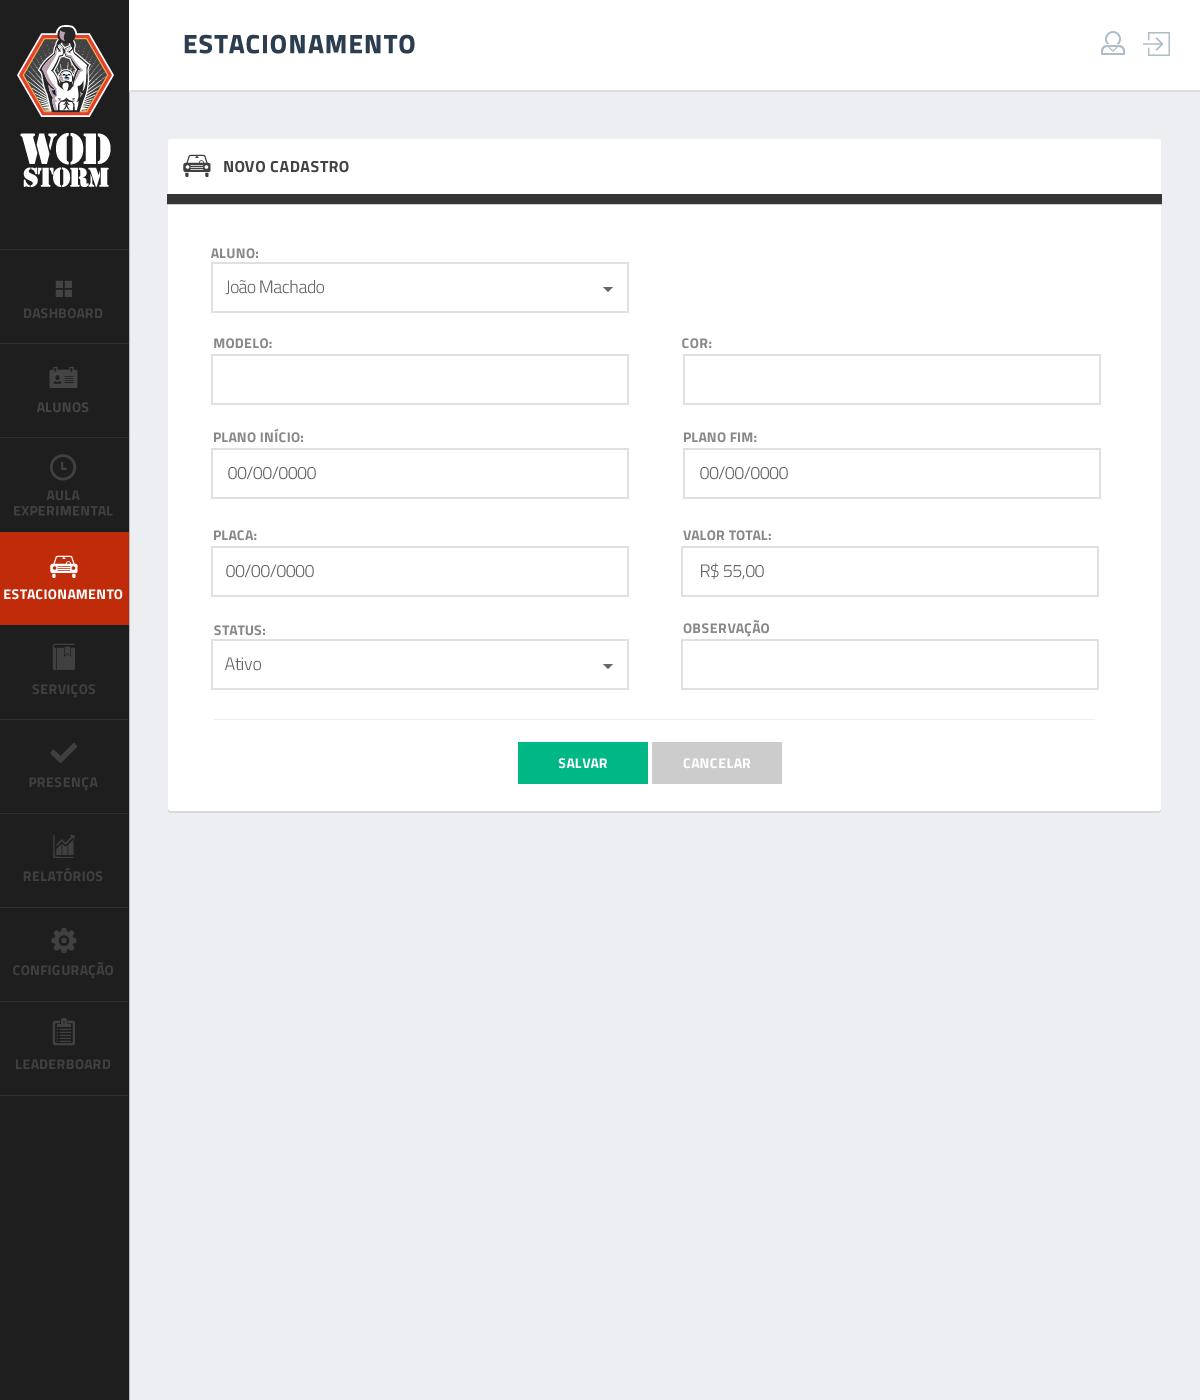 WOD
STORM
DASHBOARD
ALUNOS
AULA
EXPERIMENTAL
ESTACIONAMENTO
SERVIÇOS
PRESENÇA
RELATÓRIOS
CONFIGURAÇÃO
LEADERBOARD
ESTACIONAMENTO
NOVO CADASTRO
ALUNO:
João Machado
MODELO:
COR:
PLANO INÍCIO:
00/00/0000
PLANO FIM:
00/00/0000
PLACA:
00/00/0000
VALOR TOTAL:
R$ 55,00
STATUS:
Ativo
OBSERVAÇÃO
SALVAR
CANCELAR